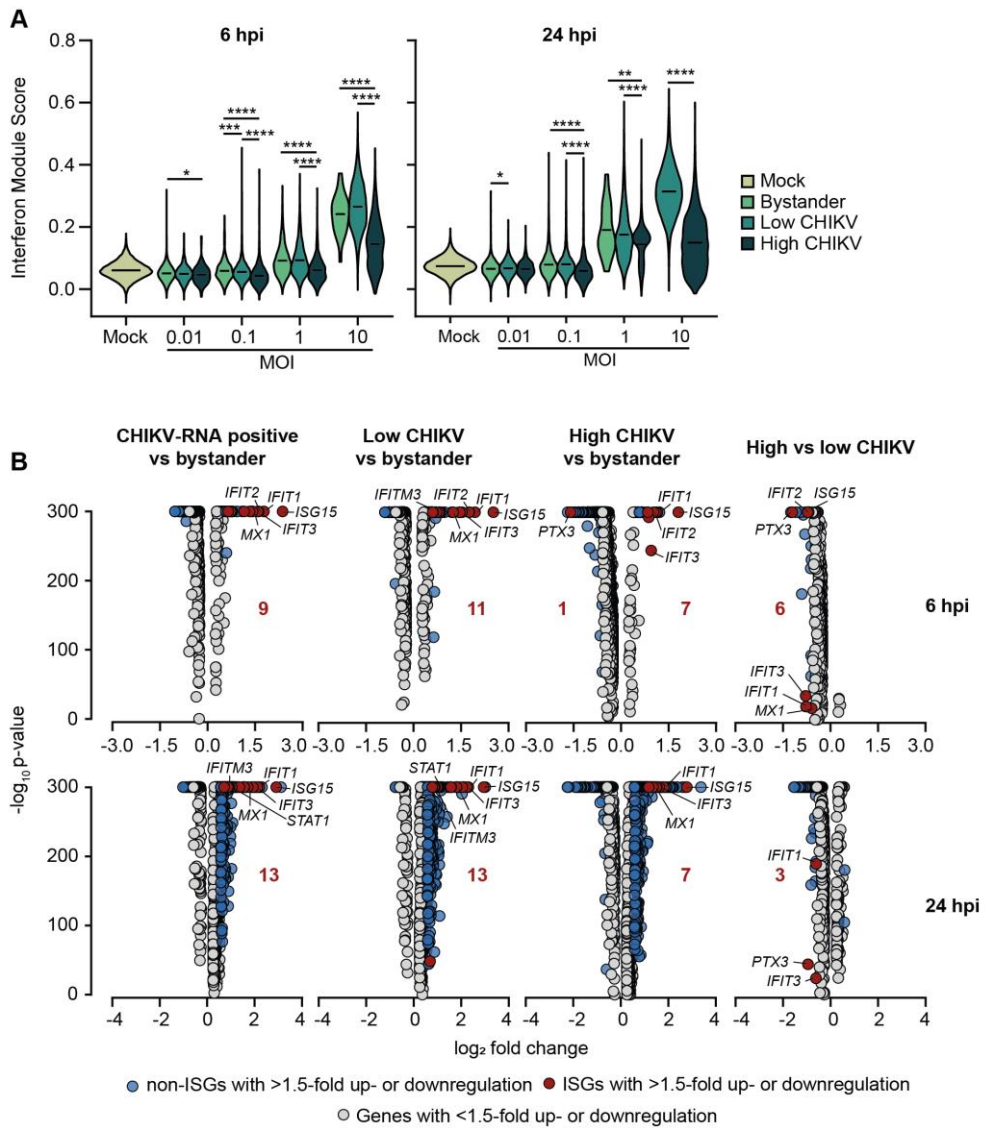 A
6 hpi
24 hpi
Interferon Module Score
0.8
0.6
0.4
0.2
0.0
* *** **** **** **** **** **** ****
* **** **** ** **** ****
Mock 0.01 0.1 1 10
MOI
Mock 0.01 0.1 1 10
MOI
Mock
Bystander
Low CHIKV
High CHIKV
B
CHIKV-RNA positive vs bystander
Low CHIKV vs bystander
High CHIKV vs bystander
High vs low CHIKV
-log10 p-value
300
200
100
0
IFIT2 IFIT1
ISG15
MX1 IFIT3
9
IFITM3 IFIT2 IFIT1
ISG15
MX1 IFIT3
11
IFIT1
PTX3 ISG15
IFIT2
IFIT3
1 7
IFIT2 ISG15
PTX3
6
IFIT3
IFIT1
MX1
6 hpi
-3.0 -1.5 0.0 1.5 3.0
-3.0 -1.5 0.0 1.5 3.0
-3.0 -1.5 0.0 1.5 3.0
-3.0 -1.5 -0.0 1.5 3.0
300
200
100
0
IFITM3 IFIT1
ISG15
MX1 IFIT3
STAT1
13
STAT1 IFIT1
ISG15
MX1 IFIT3
IFITM3
13
IFIT1
ISG15
IFIT3
MX1
7
IFIT1
3
PTX3
IFIT3
24 hpi
-4 -2 0 2 4
-4 -2 0 2 4
-4 -2 0 2 4
-4 -2 0 2 4
log₂ fold change
non-ISGs with >1.5-fold up- or downregulation
ISGs with >1.5-fold up- or downregulation
Genes with <1.5-fold up- or downregulation